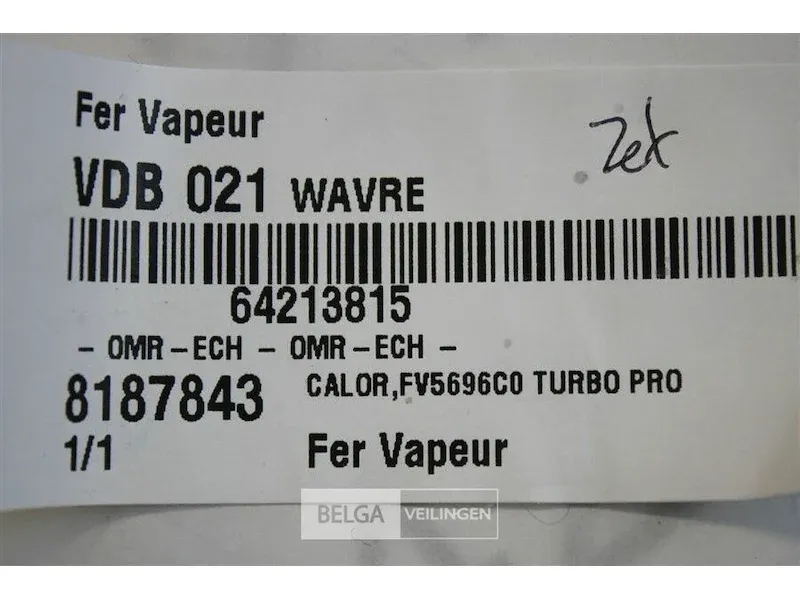 Fer Vapeur
Zet
VDB 021 WAVRE
64213815
- OMR-ECH - OMR-ECH -
8187843 CALOR,FV5696C0 TURBO PRO
1/1 Fer Vapeur
BELGA VEILINGEN